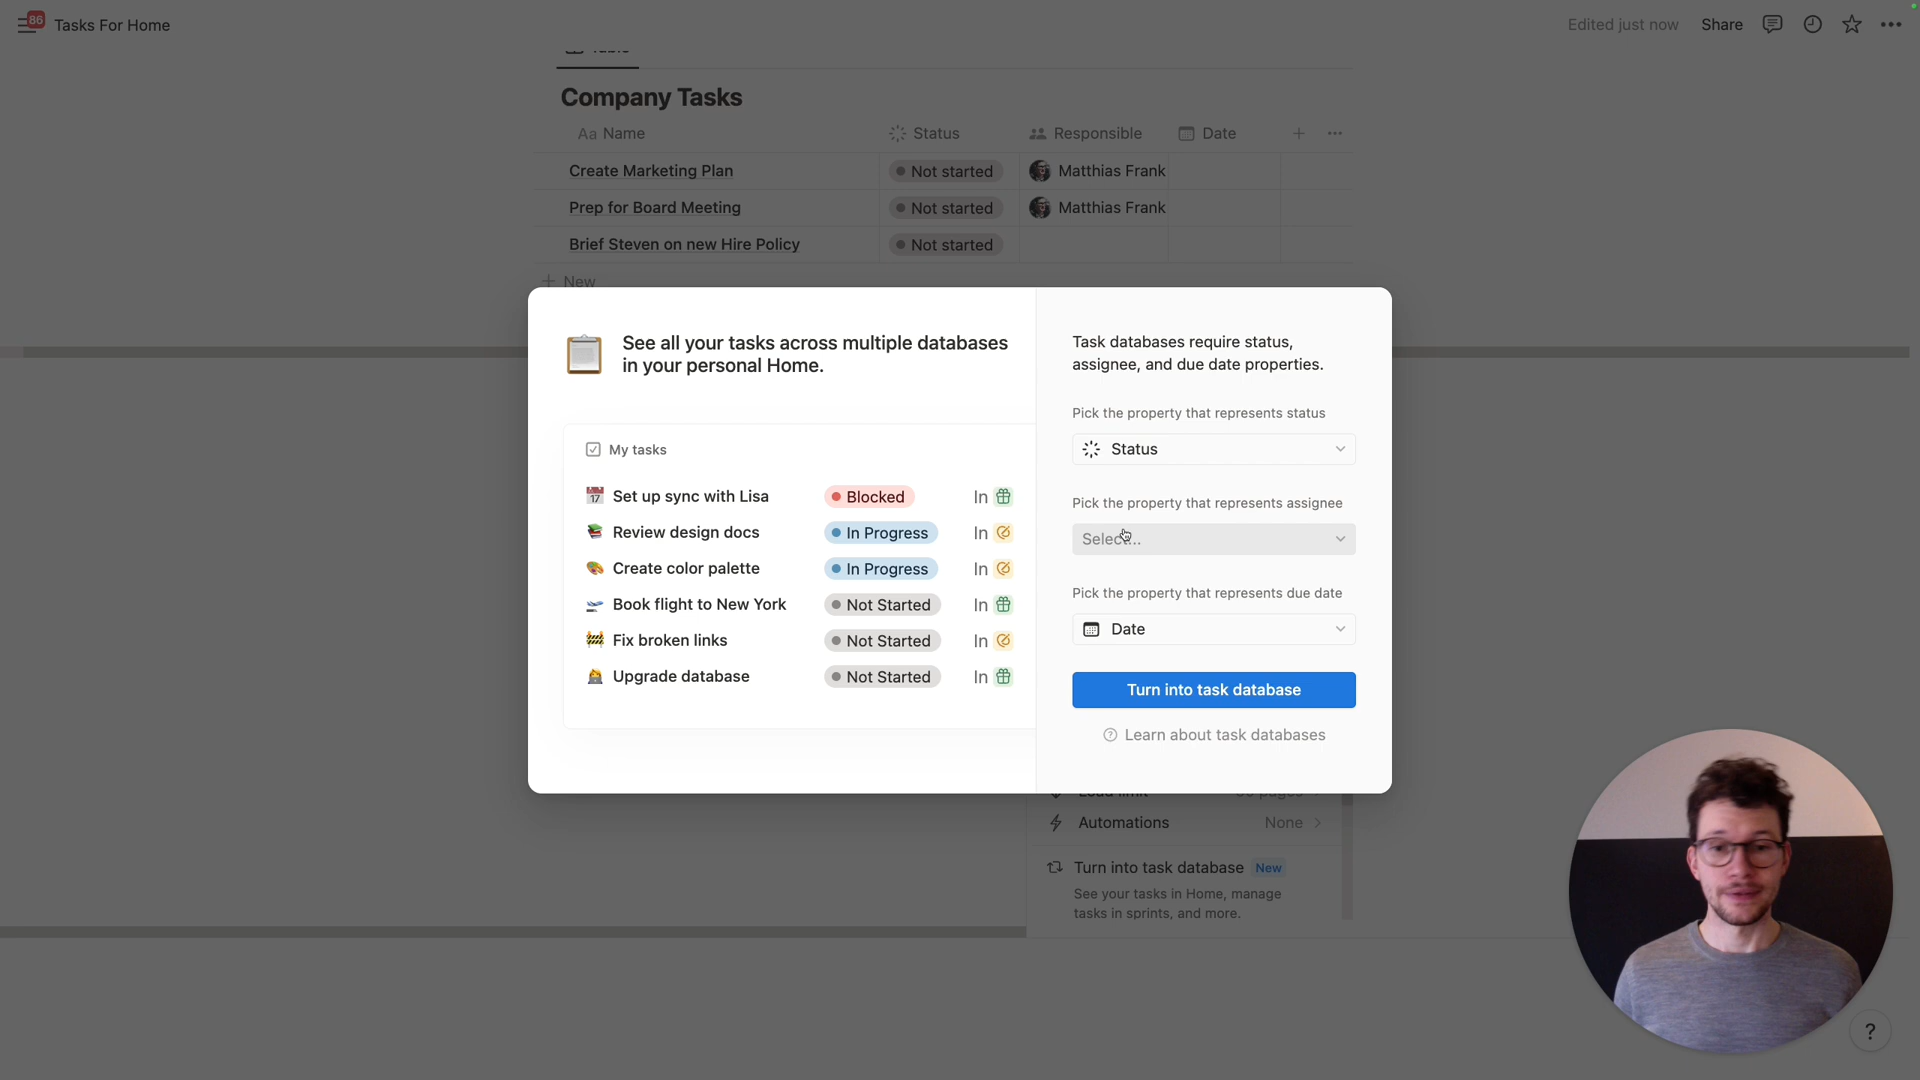 86
Tasks For Home
Edited just now
Share
Company Tasks
Aa Name
Status
Responsible
Date
Create Marketing Plan
Not started
Matthias Frank
Prep for Board Meeting
Not started
Matthias Frank
Brief Steven on new Hire Policy
Not started
New
See all your tasks across multiple databases
in your personal Home.
My tasks
Set up sync with Lisa
Blocked
In
Review design docs
In Progress
In
Create color palette
In Progress
In
Book flight to New York
Not Started
In
Fix broken links
Not Started
In
Upgrade database
Not Started
In
Task databases require status,
assignee, and due date properties.
Pick the property that represents status
Status
Pick the property that represents assignee
Select...
Pick the property that represents due date
Date
Turn into task database
Learn about task databases
Automations
None
Turn into task database New
See your tasks in Home, manage
tasks in sprints, and more.
?